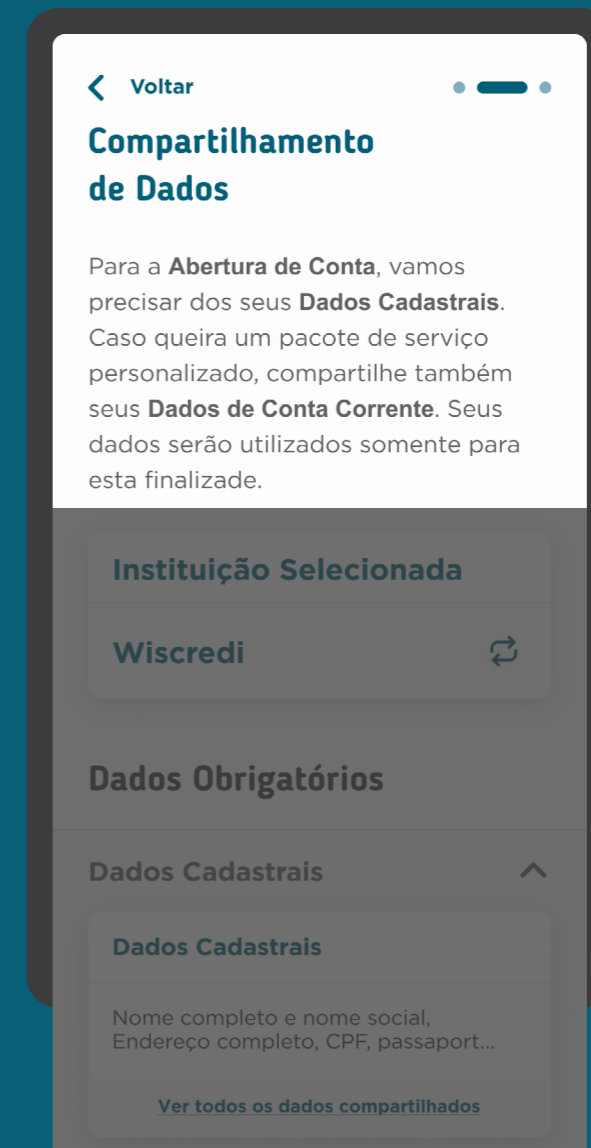 Voltar
Compartilhamento
de Dados
Para a Abertura de Conta, vamos
precisar dos seus Dados Cadastrais.
Caso queira um pacote de serviço
personalizado, compartilhe também
seus Dados de Conta Corrente. Seus
dados serão utilizados somente para
esta finalizade.
Instituição Selecionada
Wiscredi
Dados Obrigatórios
Dados Cadastrais
Dados Cadastrais
Nome completo e nome social,
Endereço completo, CPF, passaport...
Ver todos os dados compartilhados